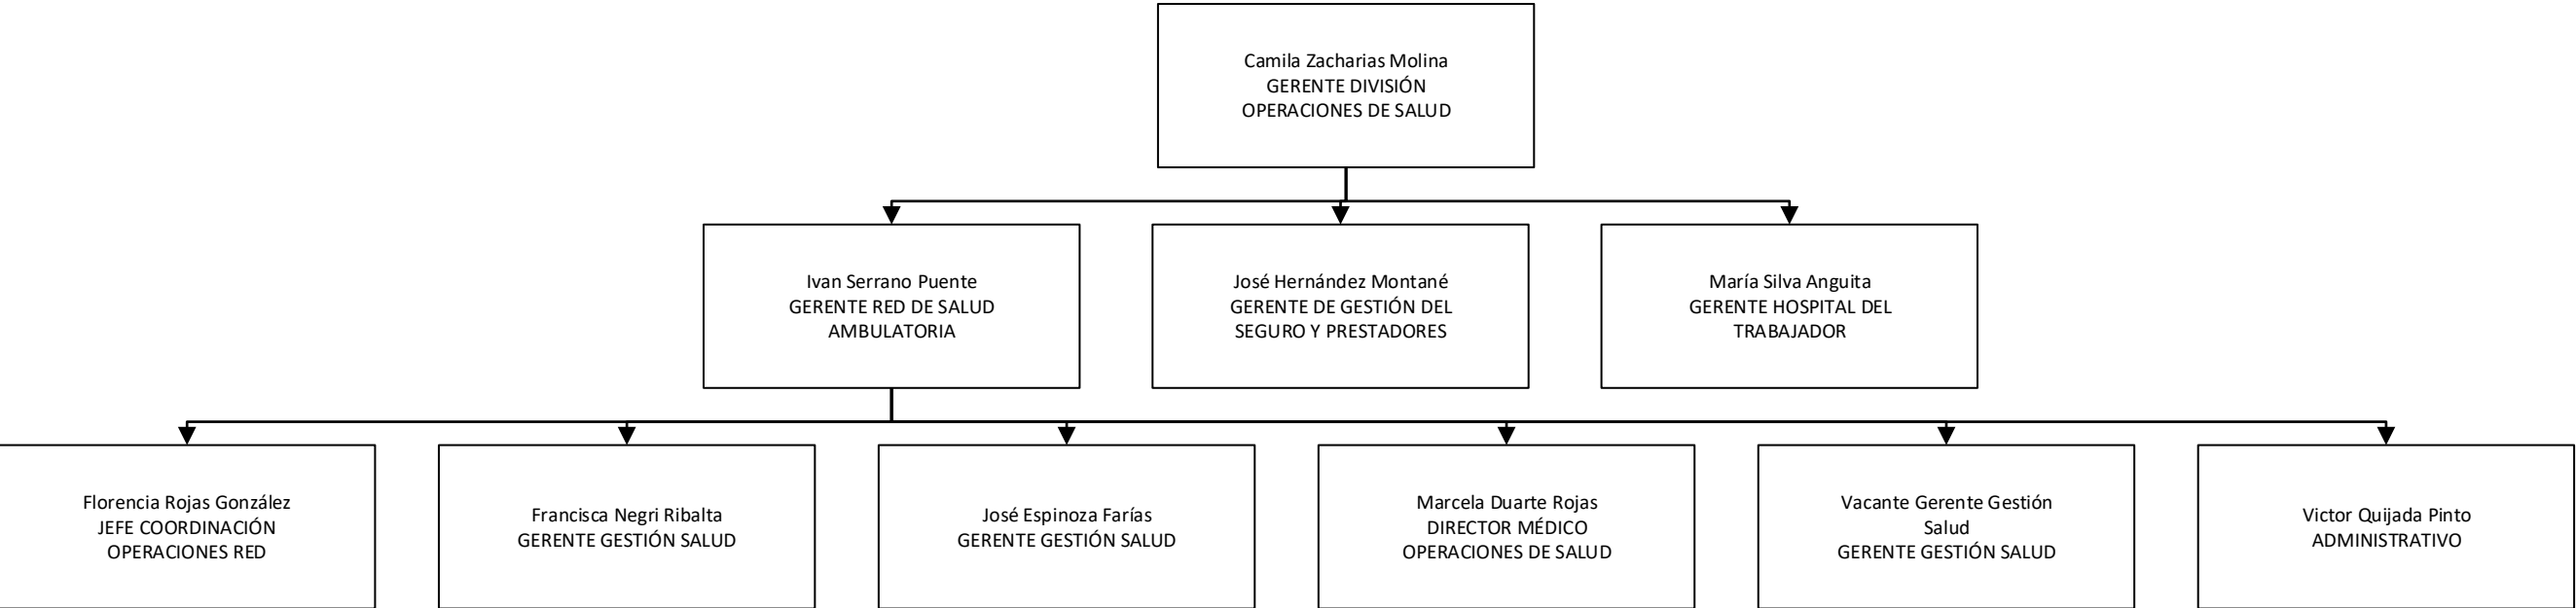 Camila Zacharias Molina
GERENTE DIVISIÓN
OPERACIONES DE SALUD
Ivan Serrano Puente
GERENTE RED DE SALUD
AMBULATORIA
José Hernández Montané
GERENTE DE GESTIÓN DEL
SEGURO Y PRESTADORES
María Silva Anguita
GERENTE HOSPITAL DEL
TRABAJADOR
Florencia Rojas González
JEFE COORDINACIÓN
OPERACIONES RED
Francisca Negri Ribalta
GERENTE GESTIÓN SALUD
José Espinoza Farías
GERENTE GESTIÓN SALUD
Marcela Duarte Rojas
DIRECTOR MÉDICO
OPERACIONES DE SALUD
Vacante Gerente Gestión
Salud
GERENTE GESTIÓN SALUD
Victor Quijada Pinto
ADMINISTRATIVO